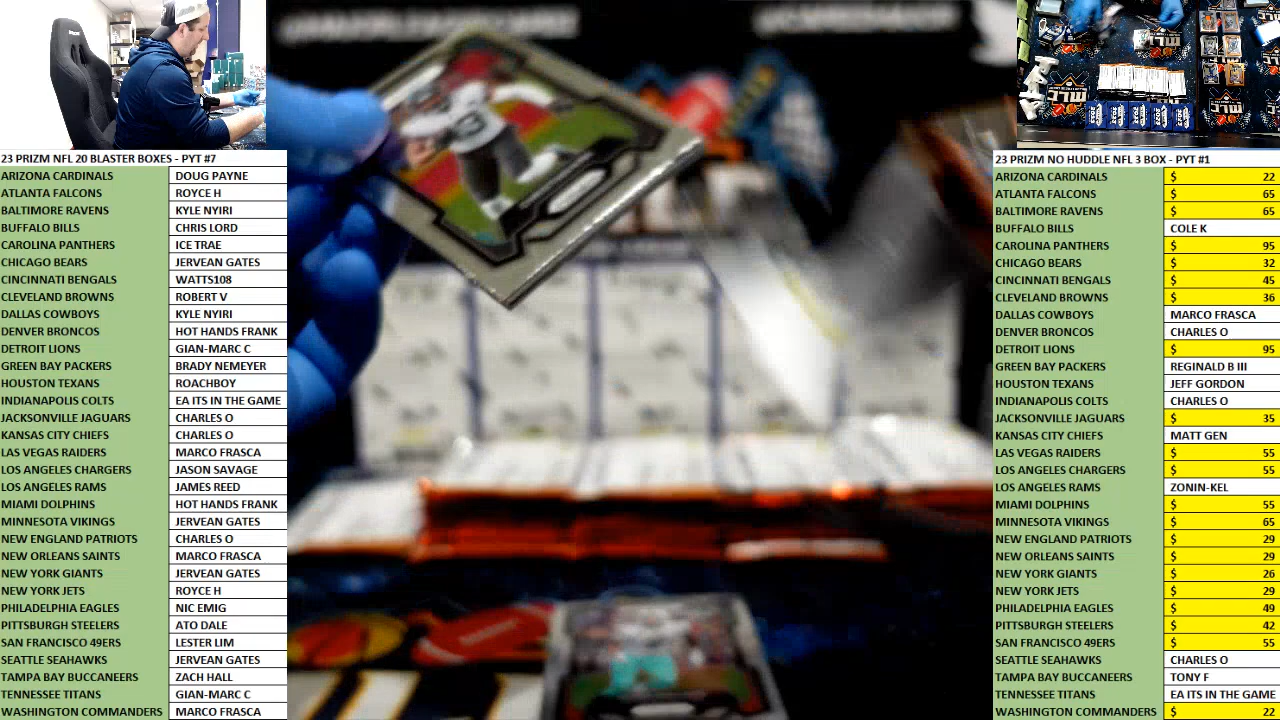 23 PRIZM NFL 20 BLASTER BOXES - PYT #7
ARIZONA CARDINALS DOUG PAYNE
ATLANTA FALCONS ROYCE H
BALTIMORE RAVENS KYLE NYIRI
BUFFALO BILLS CHRIS LORD
CAROLINA PANTHERS ICE TRAE
CHICAGO BEARS JERVEAN GATES
CINCINNATI BENGALS WATTS108
CLEVELAND BROWNS ROBERT V
DALLAS COWBOYS KYLE NYIRI
DENVER BRONCOS HOT HANDS FRANK
DETROIT LIONS GIAN-MARC C
GREEN BAY PACKERS BRADY NEMEYER
HOUSTON TEXANS ROACHBOY
INDIANAPOLIS COLTS EA ITS IN THE GAME
JACKSONVILLE JAGUARS CHARLES O
KANSAS CITY CHIEFS CHARLES O
LAS VEGAS RAIDERS MARCO FRASCA
LOS ANGELES CHARGERS JASON SAVAGE
LOS ANGELES RAMS JAMES REED
MIAMI DOLPHINS HOT HANDS FRANK
MINNESOTA VIKINGS JERVEAN GATES
NEW ENGLAND PATRIOTS CHARLES O
NEW ORLEANS SAINTS MARCO FRASCA
NEW YORK GIANTS JERVEAN GATES
NEW YORK JETS ROYCE H
PHILADELPHIA EAGLES NIC EMIG
PITTSBURGH STEELERS ATO DALE
SAN FRANCISCO 49ERS LESTER LIM
SEATTLE SEAHAWKS JERVEAN GATES
TAMPA BAY BUCCANEERS ZACH HALL
TENNESSEE TITANS GIAN-MARC C
WASHINGTON COMMANDERS MARCO FRASCA
23 PRIZM NO HUDDLE NFL 3 BOX - PYT #1
ARIZONA CARDINALS $ 22
ATLANTA FALCONS $ 65
BALTIMORE RAVENS $ 65
BUFFALO BILLS COLE K
CAROLINA PANTHERS $ 95
CHICAGO BEARS $ 32
CINCINNATI BENGALS $ 45
CLEVELAND BROWNS $ 36
DALLAS COWBOYS MARCO FRASCA
DENVER BRONCOS CHARLES O
DETROIT LIONS $ 95
GREEN BAY PACKERS REGINALD B III
HOUSTON TEXANS JEFF GORDON
INDIANAPOLIS COLTS CHARLES O
JACKSONVILLE JAGUARS $ 35
KANSAS CITY CHIEFS MATT GEN
LAS VEGAS RAIDERS $ 55
LOS ANGELES CHARGERS $ 55
LOS ANGELES RAMS ZONIN-KEL
MIAMI DOLPHINS $ 55
MINNESOTA VIKINGS $ 65
NEW ENGLAND PATRIOTS $ 29
NEW ORLEANS SAINTS $ 29
NEW YORK GIANTS $ 26
NEW YORK JETS $ 29
PHILADELPHIA EAGLES $ 49
PITTSBURGH STEELERS $ 42
SAN FRANCISCO 49ERS $ 55
SEATTLE SEAHAWKS CHARLES O
TAMPA BAY BUCCANEERS TONY F
TENNESSEE TITANS EA ITS IN THE GAME
WASHINGTON COMMANDERS $ 22